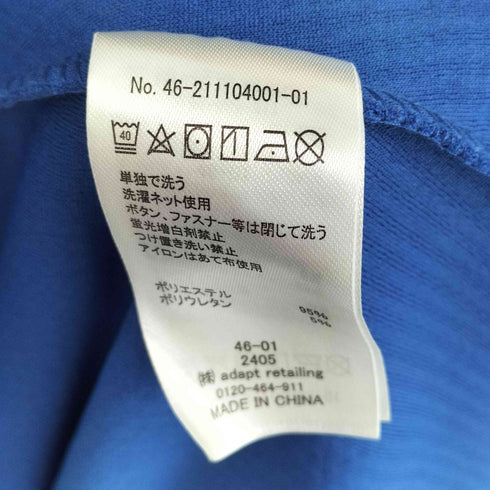 No. 46-211104001-01
40
単独で洗う
洗濯ネット使用
ボタン、ファスナー等は閉じて洗う
蛍光増白剤禁止
つけ置き洗い禁止
アイロンはあて布使用
ポリエステル 95%
ポリウレタン 5%
46-01
2405
㈱ adapt retailing
0120-464-911
MADE IN CHINA